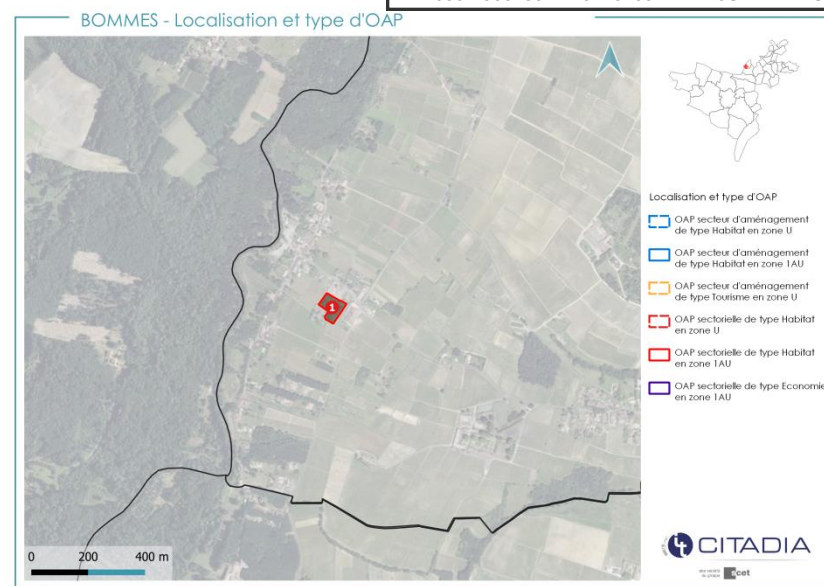 BOMMES - Localisation et type d'OAP
1
0 200 400 m
Localisation et type d'OAP
OAP secteur d'aménagement
de type Habitat en zone U
OAP secteur d'aménagement
de type Habitat en zone 1AU
OAP secteur d'aménagement
de type Tourisme en zone U
OAP sectorielle de type Habitat
en zone U
OAP sectorielle de type Habitat
en zone 1AU
OAP sectorielle de type Economie
en zone 1AU
CITADIA